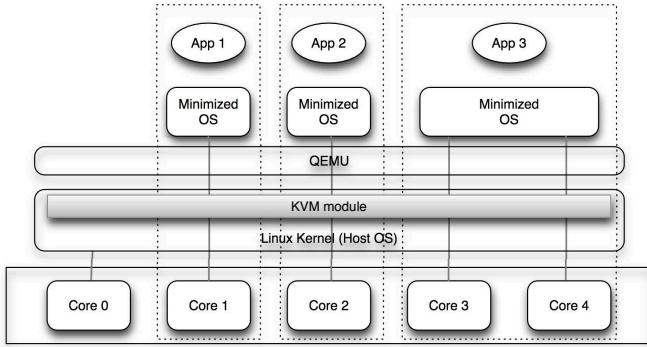 App 1
App 2
App 3
Minimized
OS
Minimized
OS
Minimized
OS
QEMU
KVM module
Linux Kernel (Host OS)
Core 0
Core 1
Core 2
Core 3
Core 4